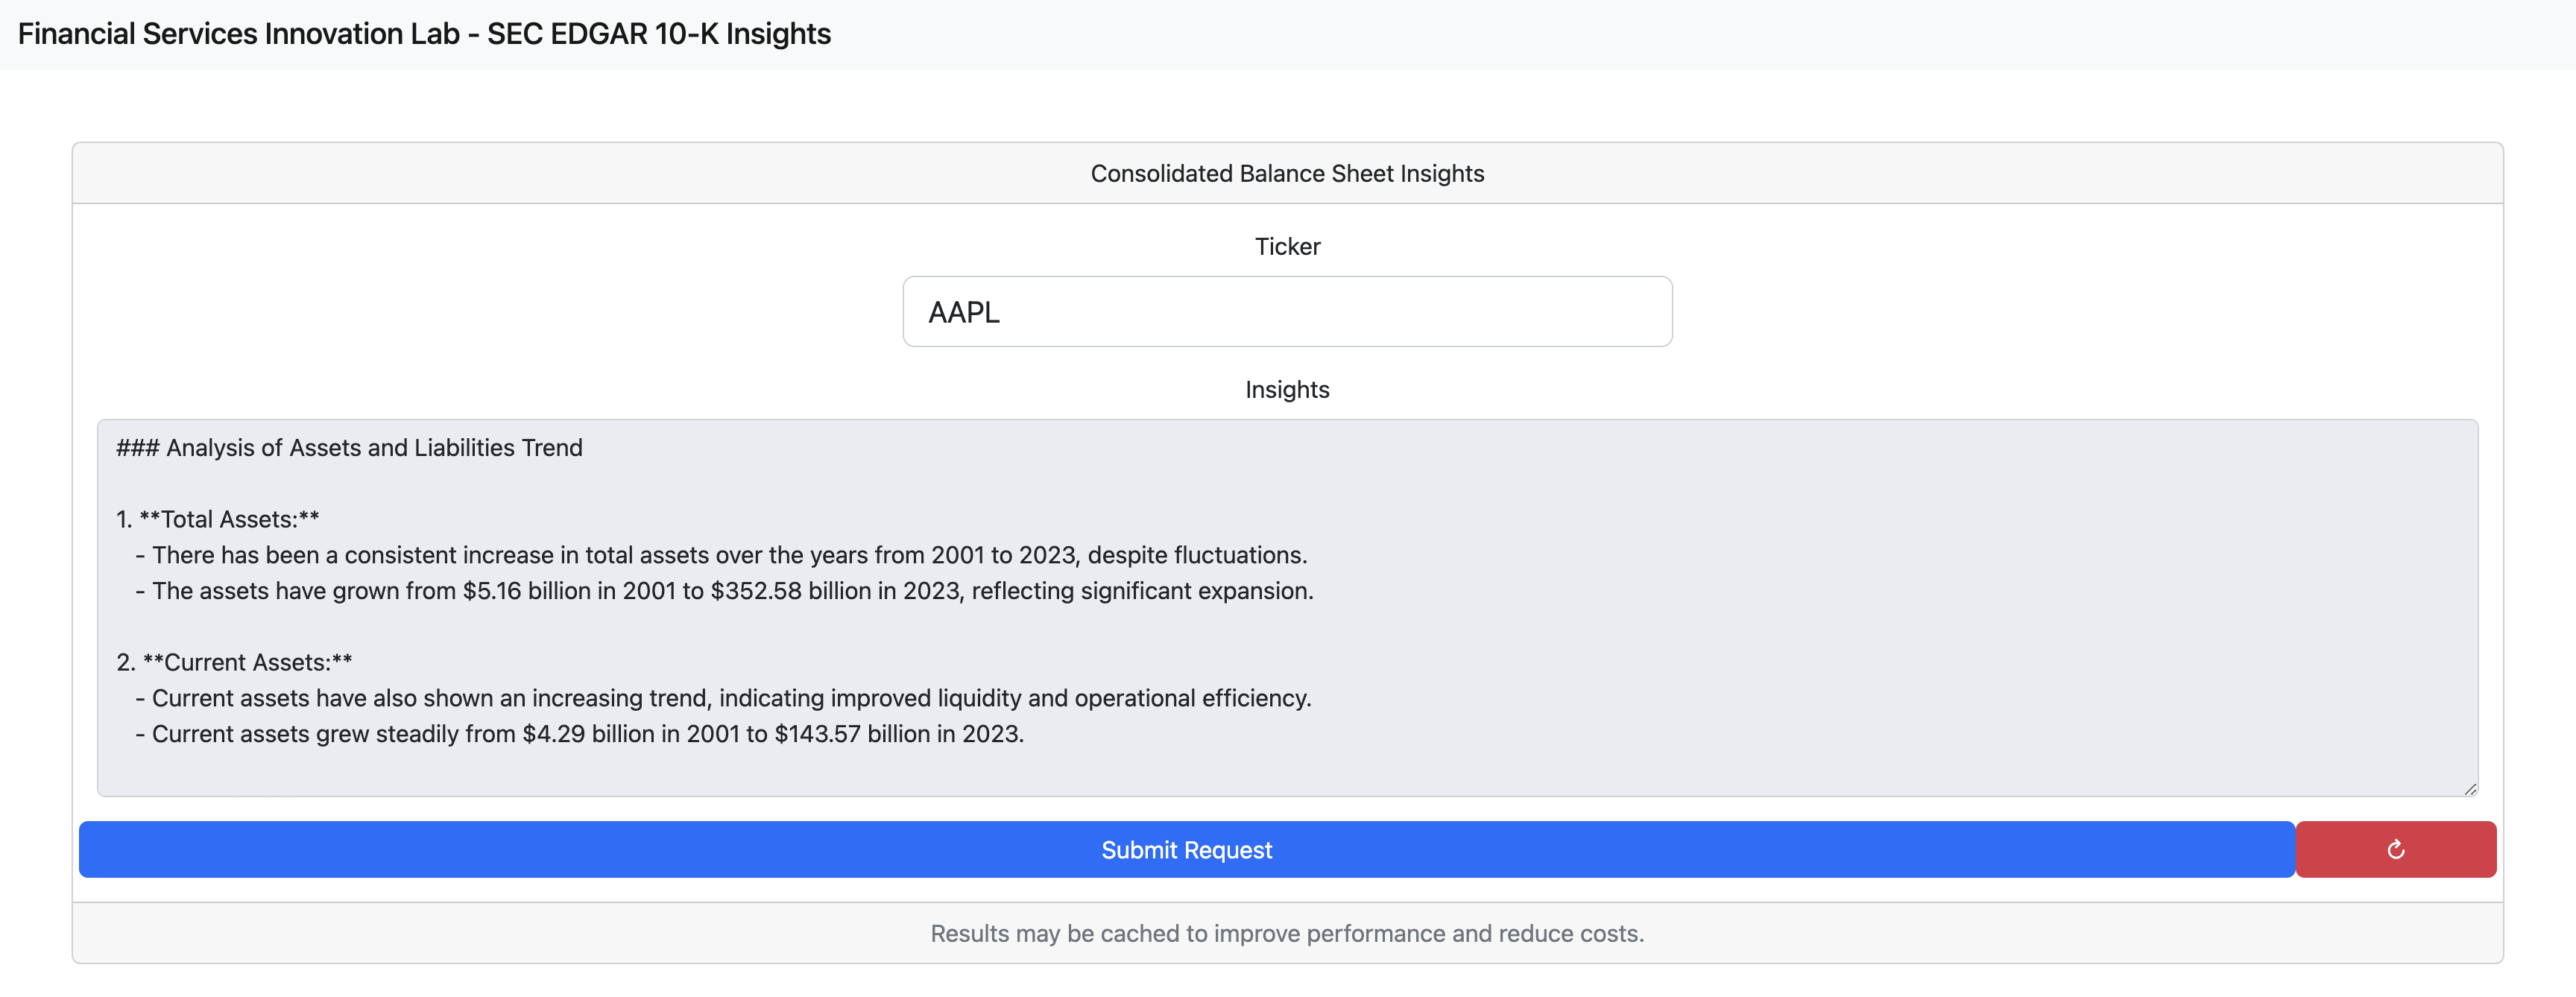 Financial Services Innovation Lab - SEC EDGAR 10-K Insights
Consolidated Balance Sheet Insights
Ticker
AAPL
Insights
### Analysis of Assets and Liabilities Trend
1. **Total Assets:**
- There has been a consistent increase in total assets over the years from 2001 to 2023, despite fluctuations.
- The assets have grown from $5.16 billion in 2001 to $352.58 billion in 2023, reflecting significant expansion.
2. **Current Assets:**
- Current assets have also shown an increasing trend, indicating improved liquidity and operational efficiency.
- Current assets grew steadily from $4.29 billion in 2001 to $143.57 billion in 2023.
Submit Request
Results may be cached to improve performance and reduce costs.